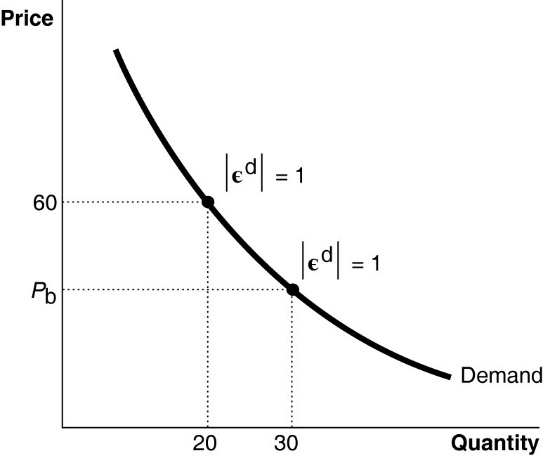 Price
|ϵd| = 1
60
|ϵd| = 1
Pb
Demand
20 30 Quantity